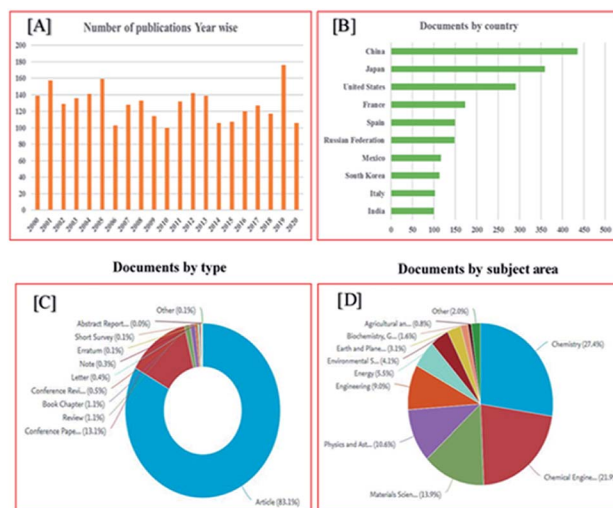 [A]
Number of publications Year wise
200
180
160
140
120
100
80
60
40
20
0
2000 2001 2002 2003 2004 2005 2006 2007 2008 2009 2010 2011 2012 2013 2014 2015 2016 2017 2018 2019 2020
[B]
Documents by country
China
Japan
United States
France
Spain
Russian Federation
Mexico
South Korea
Italy
India
0 50 100 150 200 250 300 350 400 450 500
Documents by type
[C]
Other (0.1%)
Abstract Report... (0.0%)
Short Survey (0.1%)
Erratum (0.1%)
Note (0.3%)
Letter (0.4%)
Conference Revi... (0.5%)
Book Chapter (1.1%)
Review (1.1%)
Conference Pape... (13.1%)
Article (83.1%)
Documents by subject area
[D]
Other (2.0%)
Agricultural an... (0.8%)
Biochemistry, G... (1.6%)
Earth and Plane... (3.1%)
Environmental S... (4.1%)
Energy (5.5%)
Engineering (9.0%)
Physics and Ast... (10.6%)
Materials Scien... (13.9%)
Chemical Engine... (21.9%
Chemistry (27.4%)